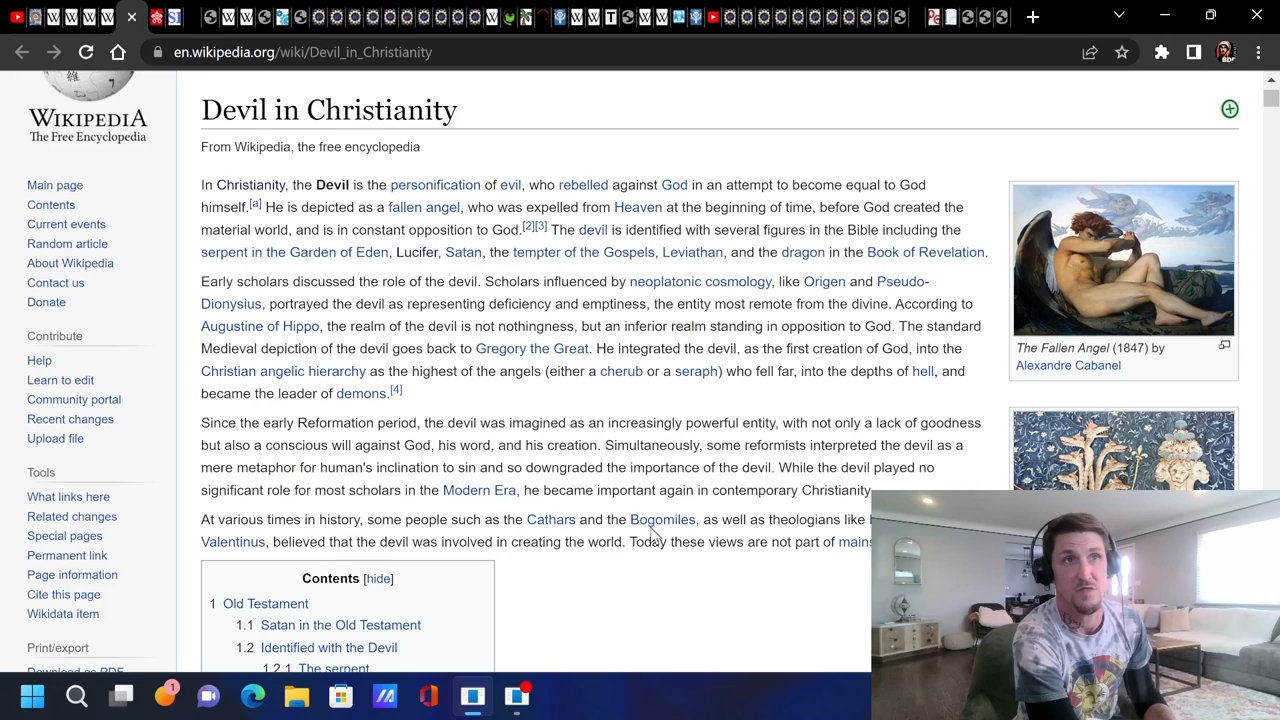 en.wikipedia.org/wiki/Devil_in_Christianity
WIKIPEDIA
The Free Encyclopedia
Main page
Contents
Current events
Random article
About Wikipedia
Contact us
Donate
Contribute
Help
Learn to edit
Community portal
Recent changes
Upload file
Tools
What links here
Related changes
Special pages
Permanent link
Page information
Cite this page
Wikidata item
Print/export
Download as PDF
Devil in Christianity
From Wikipedia, the free encyclopedia
In Christianity, the Devil is the personification of evil, who rebelled against God in an attempt to become equal to God
himself.[a] He is depicted as a fallen angel, who was expelled from Heaven at the beginning of time, before God created the
material world, and is in constant opposition to God.[2][3] The devil is identified with several figures in the Bible including the
serpent in the Garden of Eden, Lucifer, Satan, the tempter of the Gospels, Leviathan, and the dragon in the Book of Revelation.
Early scholars discussed the role of the devil. Scholars influenced by neoplatonic cosmology, like Origen and Pseudo-
Dionysius, portrayed the devil as representing deficiency and emptiness, the entity most remote from the divine. According to
Augustine of Hippo, the realm of the devil is not nothingness, but an inferior realm standing in opposition to God. The standard
Medieval depiction of the devil goes back to Gregory the Great. He integrated the devil, as the first creation of God, into the
Christian angelic hierarchy as the highest of the angels (either a cherub or a seraph) who fell far, into the depths of hell, and
became the leader of demons.[4]
Since the early Reformation period, the devil was imagined as an increasingly powerful entity, with not only a lack of goodness
but also a conscious will against God, his word, and his creation. Simultaneously, some reformists interpreted the devil as a
mere metaphor for human's inclination to sin and so downgraded the importance of the devil. While the devil played no
significant role for most scholars in the Modern Era, he became important again in contemporary Christianity.
At various times in history, some people such as the Cathars and the Bogomiles, as well as theologians like
Valentinus, believed that the devil was involved in creating the world. Today these views are not part of
Contents [hide]
1 Old Testament
1.1 Satan in the Old Testament
1.2 Identified with the Devil
1.2.1 The serpent
The Fallen Angel (1847) by
Alexandre Cabanel
BDF
1